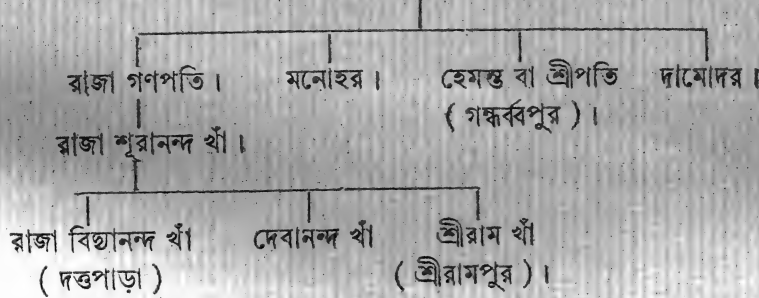 রাজা গণপতি। মনোহর। হেমন্ত বা শ্রীপতি দামোদর।
( গন্ধর্ব্বপুর )।
রাজা শূরানন্দ খাঁ।
রাজা বিদ্যানন্দ খাঁ দেবানন্দ খাঁ শ্রীরাম খাঁ
( দত্তপাড়া ) ( শ্রীরামপুর )।